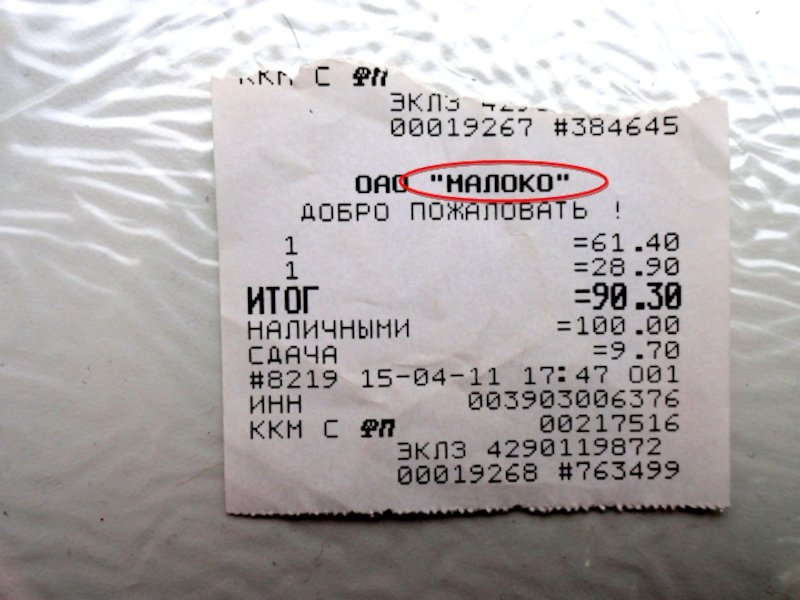 ККМ С ФП
ЭКЛЗ
00019267 #384645
ОАО "МАЛОКО"
ДОБРО ПОЖАЛОВАТЬ !
1 =61.40
1 =28.90
ИТОГ =90.30
НАЛИЧНЫМИ =100.00
СДАЧА =9.70
#8219 15-04-11 17:47 001
ИНН 003903006376
ККМ С ФП 00217516
ЭКЛЗ 4290119872
00019268 #763499